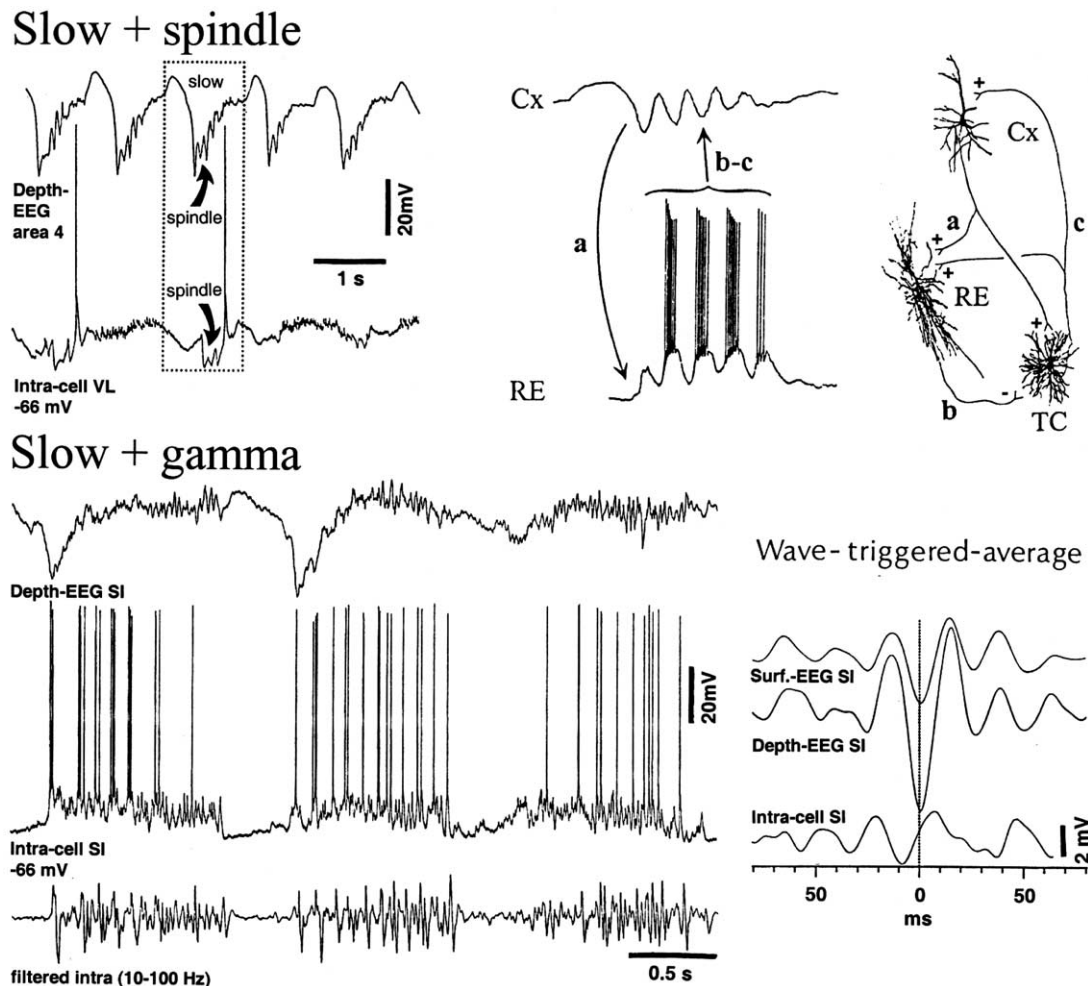 Slow + spindle
slow
Depth-
EEG
area 4
spindle
20mV
1 s
spindle
Intra-cell VL
-66 mV
Cx
a
b-c
RE
+
Cx
a
c
+
+
RE
+
b
-
TC
Slow + gamma
Depth-EEG SI
20mV
Intra-cell SI
-66 mV
filtered intra (10-100 Hz)
0.5 s
Wave-triggered-average
Surf.-EEG SI
Depth-EEG SI
Intra-cell SI
2 mV
50 0 50
ms